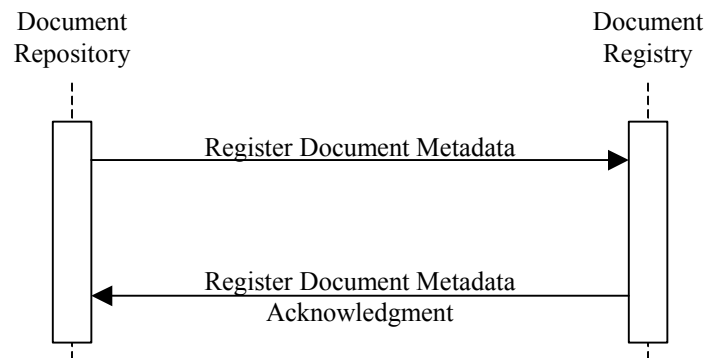 Document
Repository
Document
Registry
Register Document Metadata
Register Document Metadata
Acknowledgment